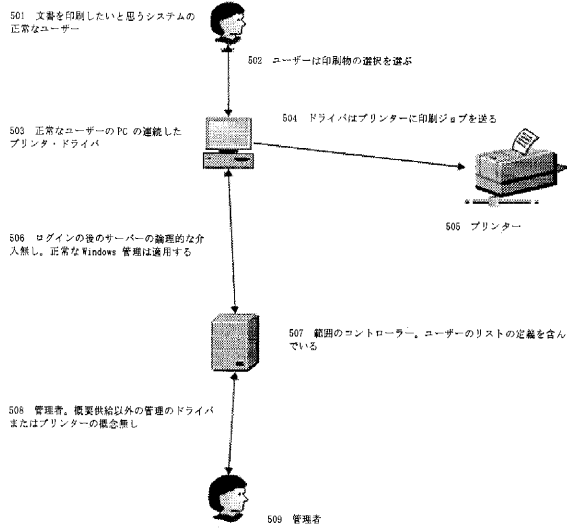 501 文書を印刷したいと思うシステムの
正常なユーザー
502 ユーザーは印刷物の選択を選ぶ
503 正常なユーザーのPC の連続した
プリンタ・ドライバ
504 ドライバはプリンターに印刷ジョブを送る
505 プリンター
506 ログインの後のサーバーの論理的な介
入無し。正常なWindows 管理は適用する
507 範囲のコントローラー。ユーザーのリストの定義を含ん
でいる
508 管理者。概要供給以外の管理のドライバ
またはプリンターの概念無し
509 管理者